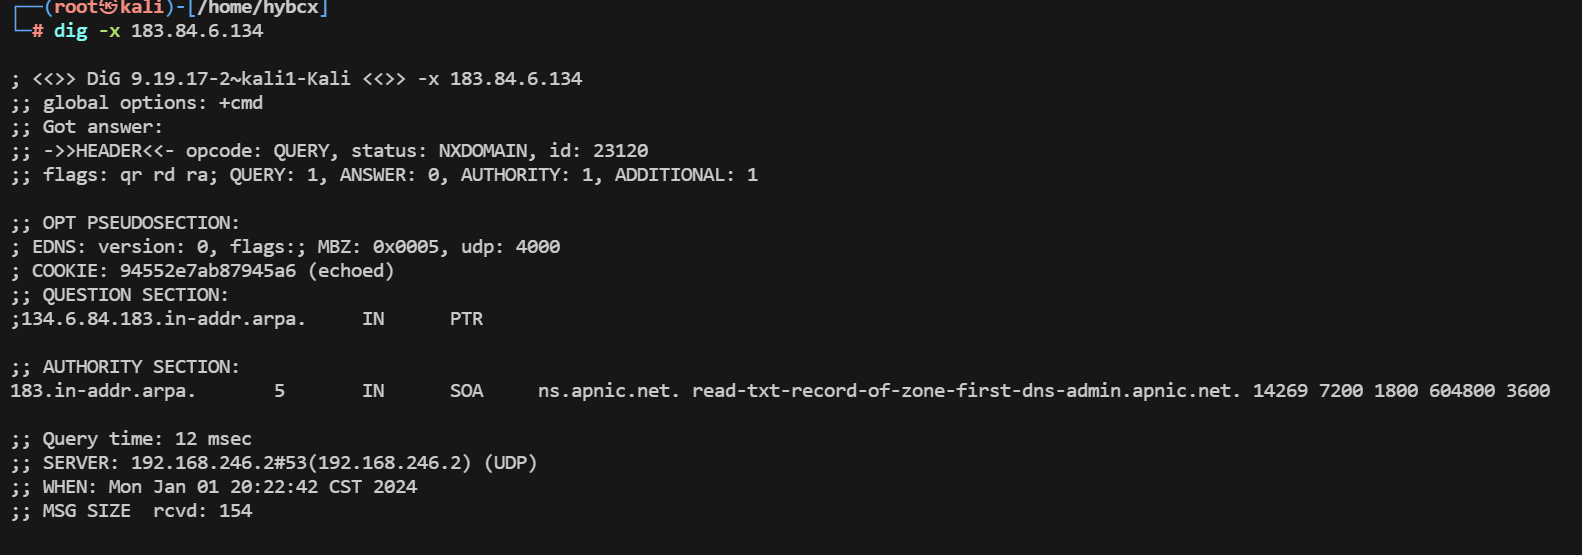 ┌──(root㉿kali)-[/home/hybcx]
└─# dig -x 183.84.6.134
; <<>> DiG 9.19.17-2~kali1-Kali <<>> -x 183.84.6.134
;; global options: +cmd
;; Got answer:
;; ->>HEADER<<- opcode: QUERY, status: NXDOMAIN, id: 23120
;; flags: qr rd ra; QUERY: 1, ANSWER: 0, AUTHORITY: 1, ADDITIONAL: 1
;; OPT PSEUDOSECTION:
; EDNS: version: 0, flags:; MBZ: 0x0005, udp: 4000
; COOKIE: 94552e7ab87945a6 (echoed)
;; QUESTION SECTION:
;134.6.84.183.in-addr.arpa. IN PTR
;; AUTHORITY SECTION:
183.in-addr.arpa. 5 IN SOA ns.apnic.net. read-txt-record-of-zone-first-dns-admin.apnic.net. 14269 7200 1800 604800 3600
;; Query time: 12 msec
;; SERVER: 192.168.246.2#53(192.168.246.2) (UDP)
;; WHEN: Mon Jan 01 20:22:42 CST 2024
;; MSG SIZE  rcvd: 154